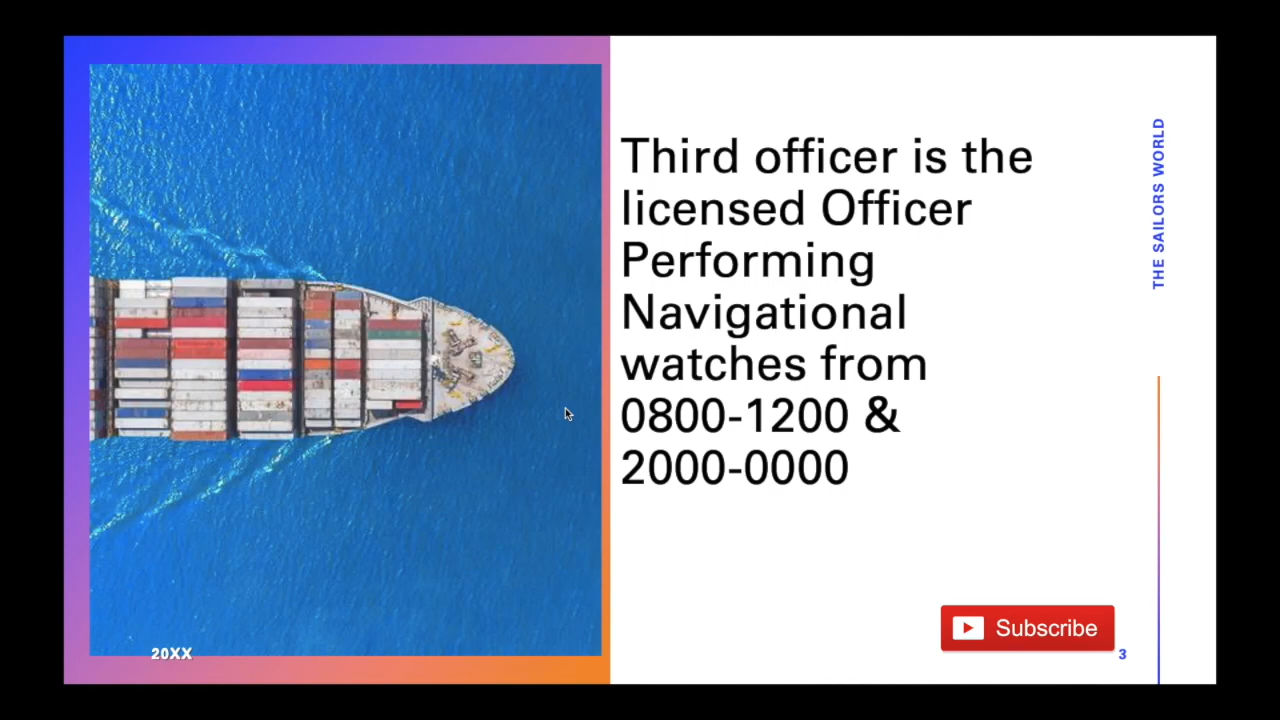 Third officer is the
licensed Officer
Performing
Navigational
watches from
0800-1200 &
2000-0000
THE SAILORS WORLD
Subscribe
20XX
3